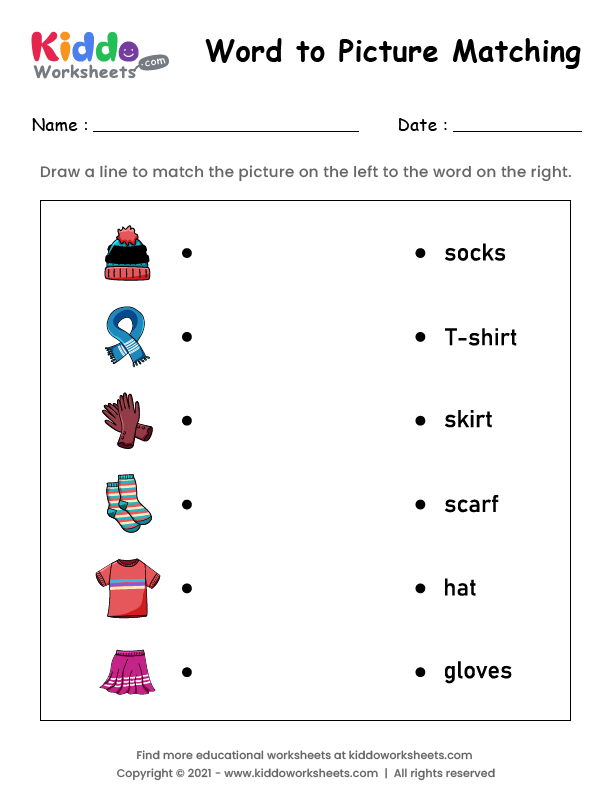 Kiddo
Worksheets
.com
Word to Picture Matching
Name : Date :
Draw a line to match the picture on the left to the word on the right.
socks
T-shirt
skirt
scarf
hat
gloves
Find more educational worksheets at kiddoworksheets.com
Copyright © 2021 - www.kiddoworksheets.com | All rights reserved